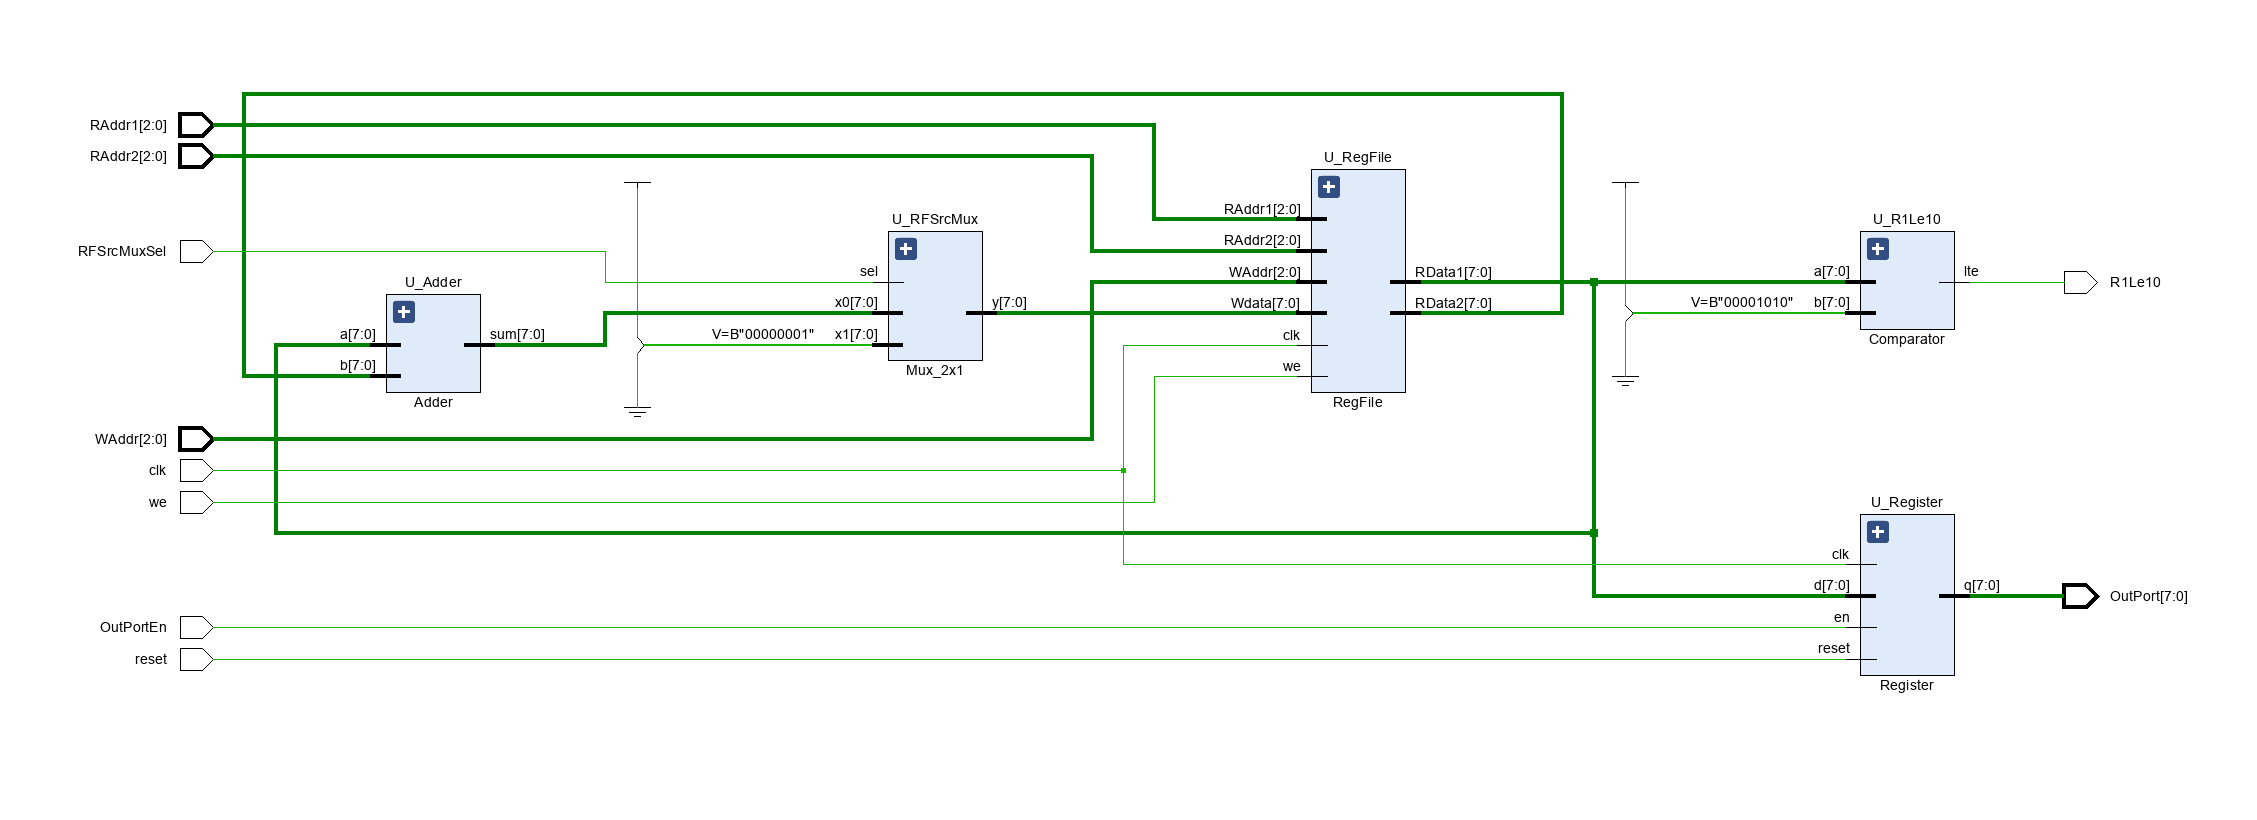 RAddr1[2:0]
RAddr2[2:0]
RFSrcMuxSel
WAddr[2:0]
clk
we
OutPortEn
reset
U_Adder
a[7:0]
b[7:0]
sum[7:0]
Adder
V=B"00000001"
U_RFSrcMux
sel
x0[7:0]
x1[7:0]
y[7:0]
Mux_2x1
U_RegFile
RAddr1[2:0]
RAddr2[2:0]
WAddr[2:0]
Wdata[7:0]
clk
we
RData1[7:0]
RData2[7:0]
RegFile
V=B"00001010"
U_R1Le10
a[7:0]
b[7:0]
lte
Comparator
R1Le10
U_Register
clk
d[7:0]
en
reset
q[7:0]
Register
OutPort[7:0]